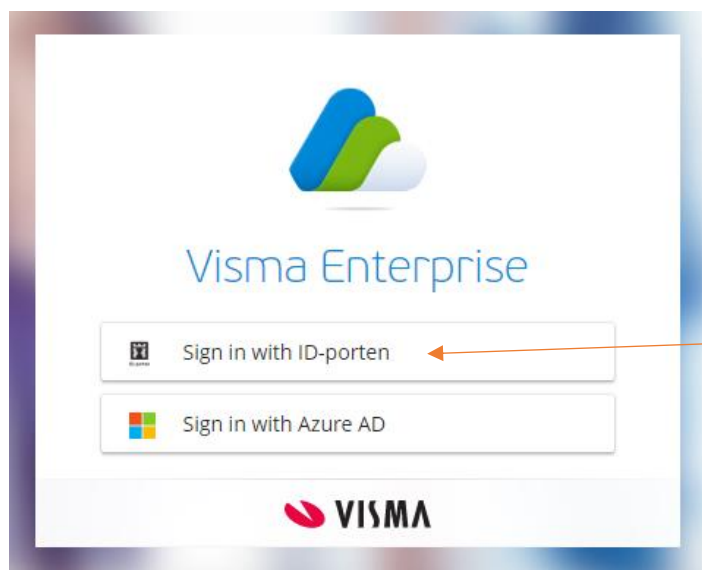 Visma Enterprise
Sign in with ID-porten
Sign in with Azure AD
VISMA